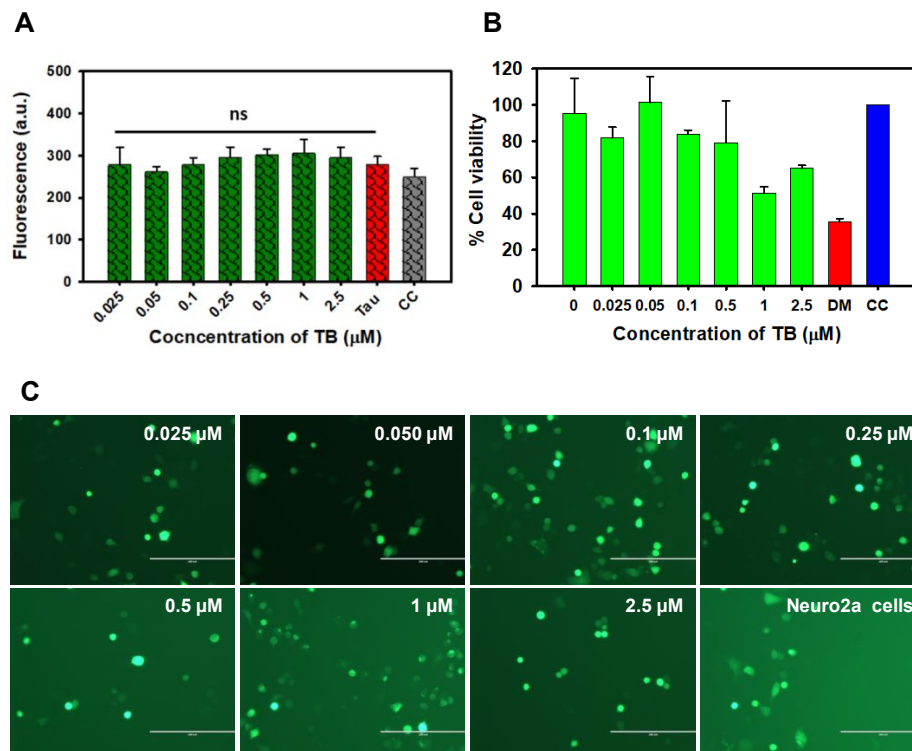 A
Fluorescence (a.u.)
500
400
300
200
100
0
ns
0.025 0.05 0.1 0.25 0.5 1 2.5 Tau CC
Cocncentration of TB (μM)
B
% Cell viability
120
100
80
60
40
20
0
0 0.025 0.05 0.1 0.5 1 2.5 DM CC
Concentration of TB (μM)
C
0.025 μM 0.050 μM 0.1 μM 0.25 μM
0.5 μM 1 μM 2.5 μM Neuro2a cells